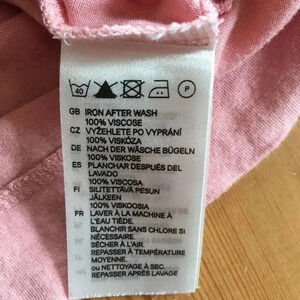 40 P
GB IRON AFTER WASH
100% VISCOSE
CZ VYŽEHLETE PO VYPRÁNÍ
100% VISKÓZA
DE NACH DER WÄSCHE BÜGELN
100% VISKOSE
ES PLANCHAR DESPUÉS DEL
LAVADO
100% VISCOSA
FI SILITETTÄVÄ PESUN
JÄLKEEN
100% VISKOOSIA
FR LAVER À LA MACHINE À
L'EAU TIÈDE.
BLANCHIR SANS CHLORE SI
NÉCESSAIRE.
SÉCHER À L'AIR.
REPASSER À TEMPÉRATURE
MOYENNE.
ou NETTOYAGE À SEC.
REPASSER APRÈS LAVAGE